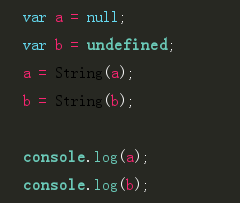 var a = null;
var b = undefined;
a = String(a);
b = String(b);
console.log(a);
console.log(b);